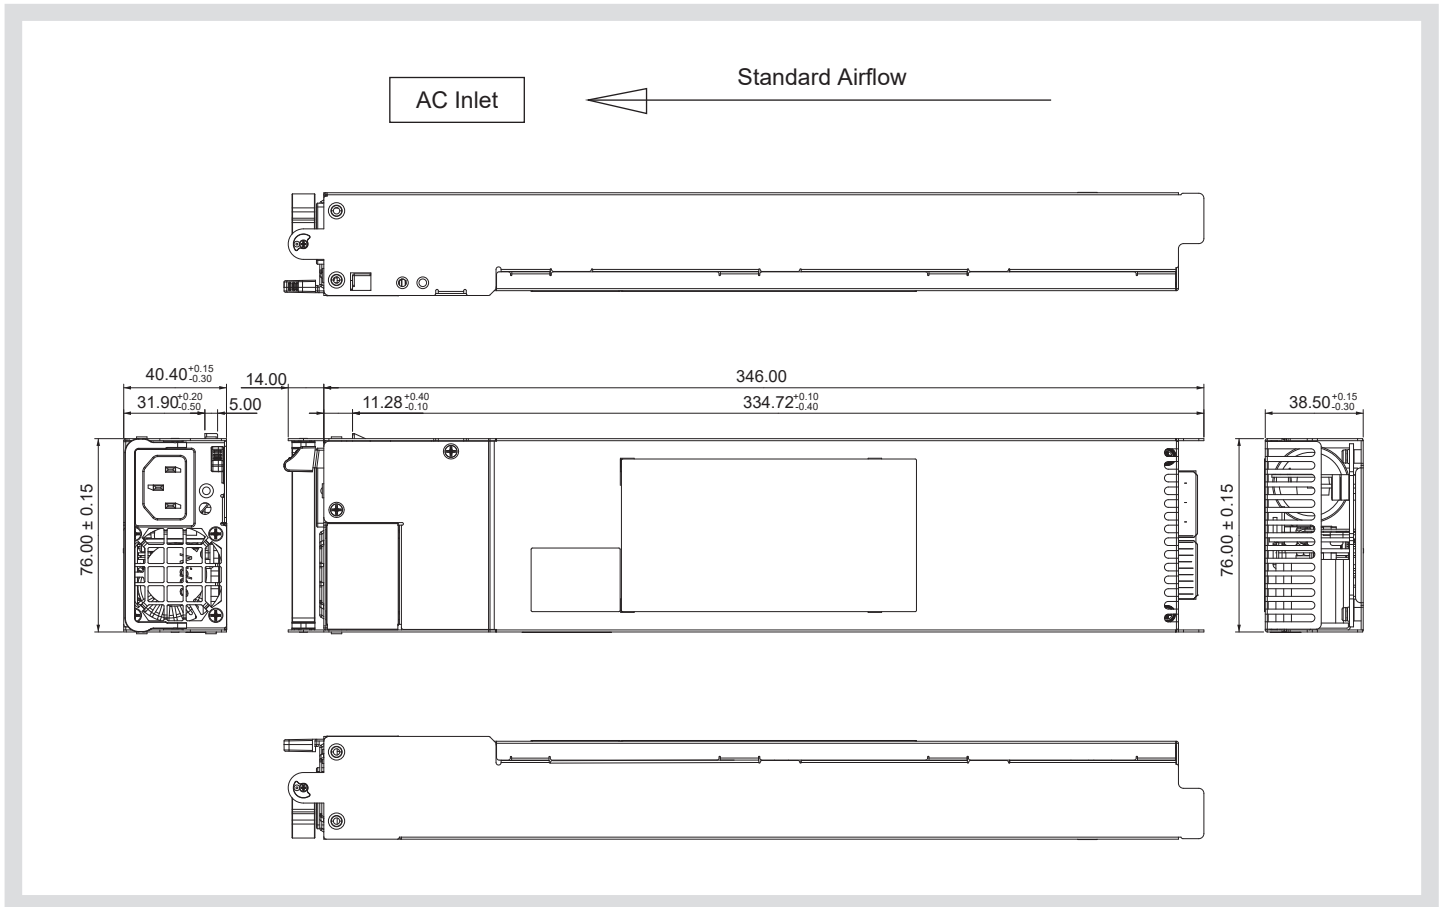 Standard Airflow
AC Inlet
40.40 +0.15 -0.30
14.00
346.00
31.90 +0.20 -0.50
5.00
11.28 +0.40 -0.10
334.72 +0.10 -0.40
38.50 +0.15 -0.30
76.00 ± 0.15
76.00 ± 0.15